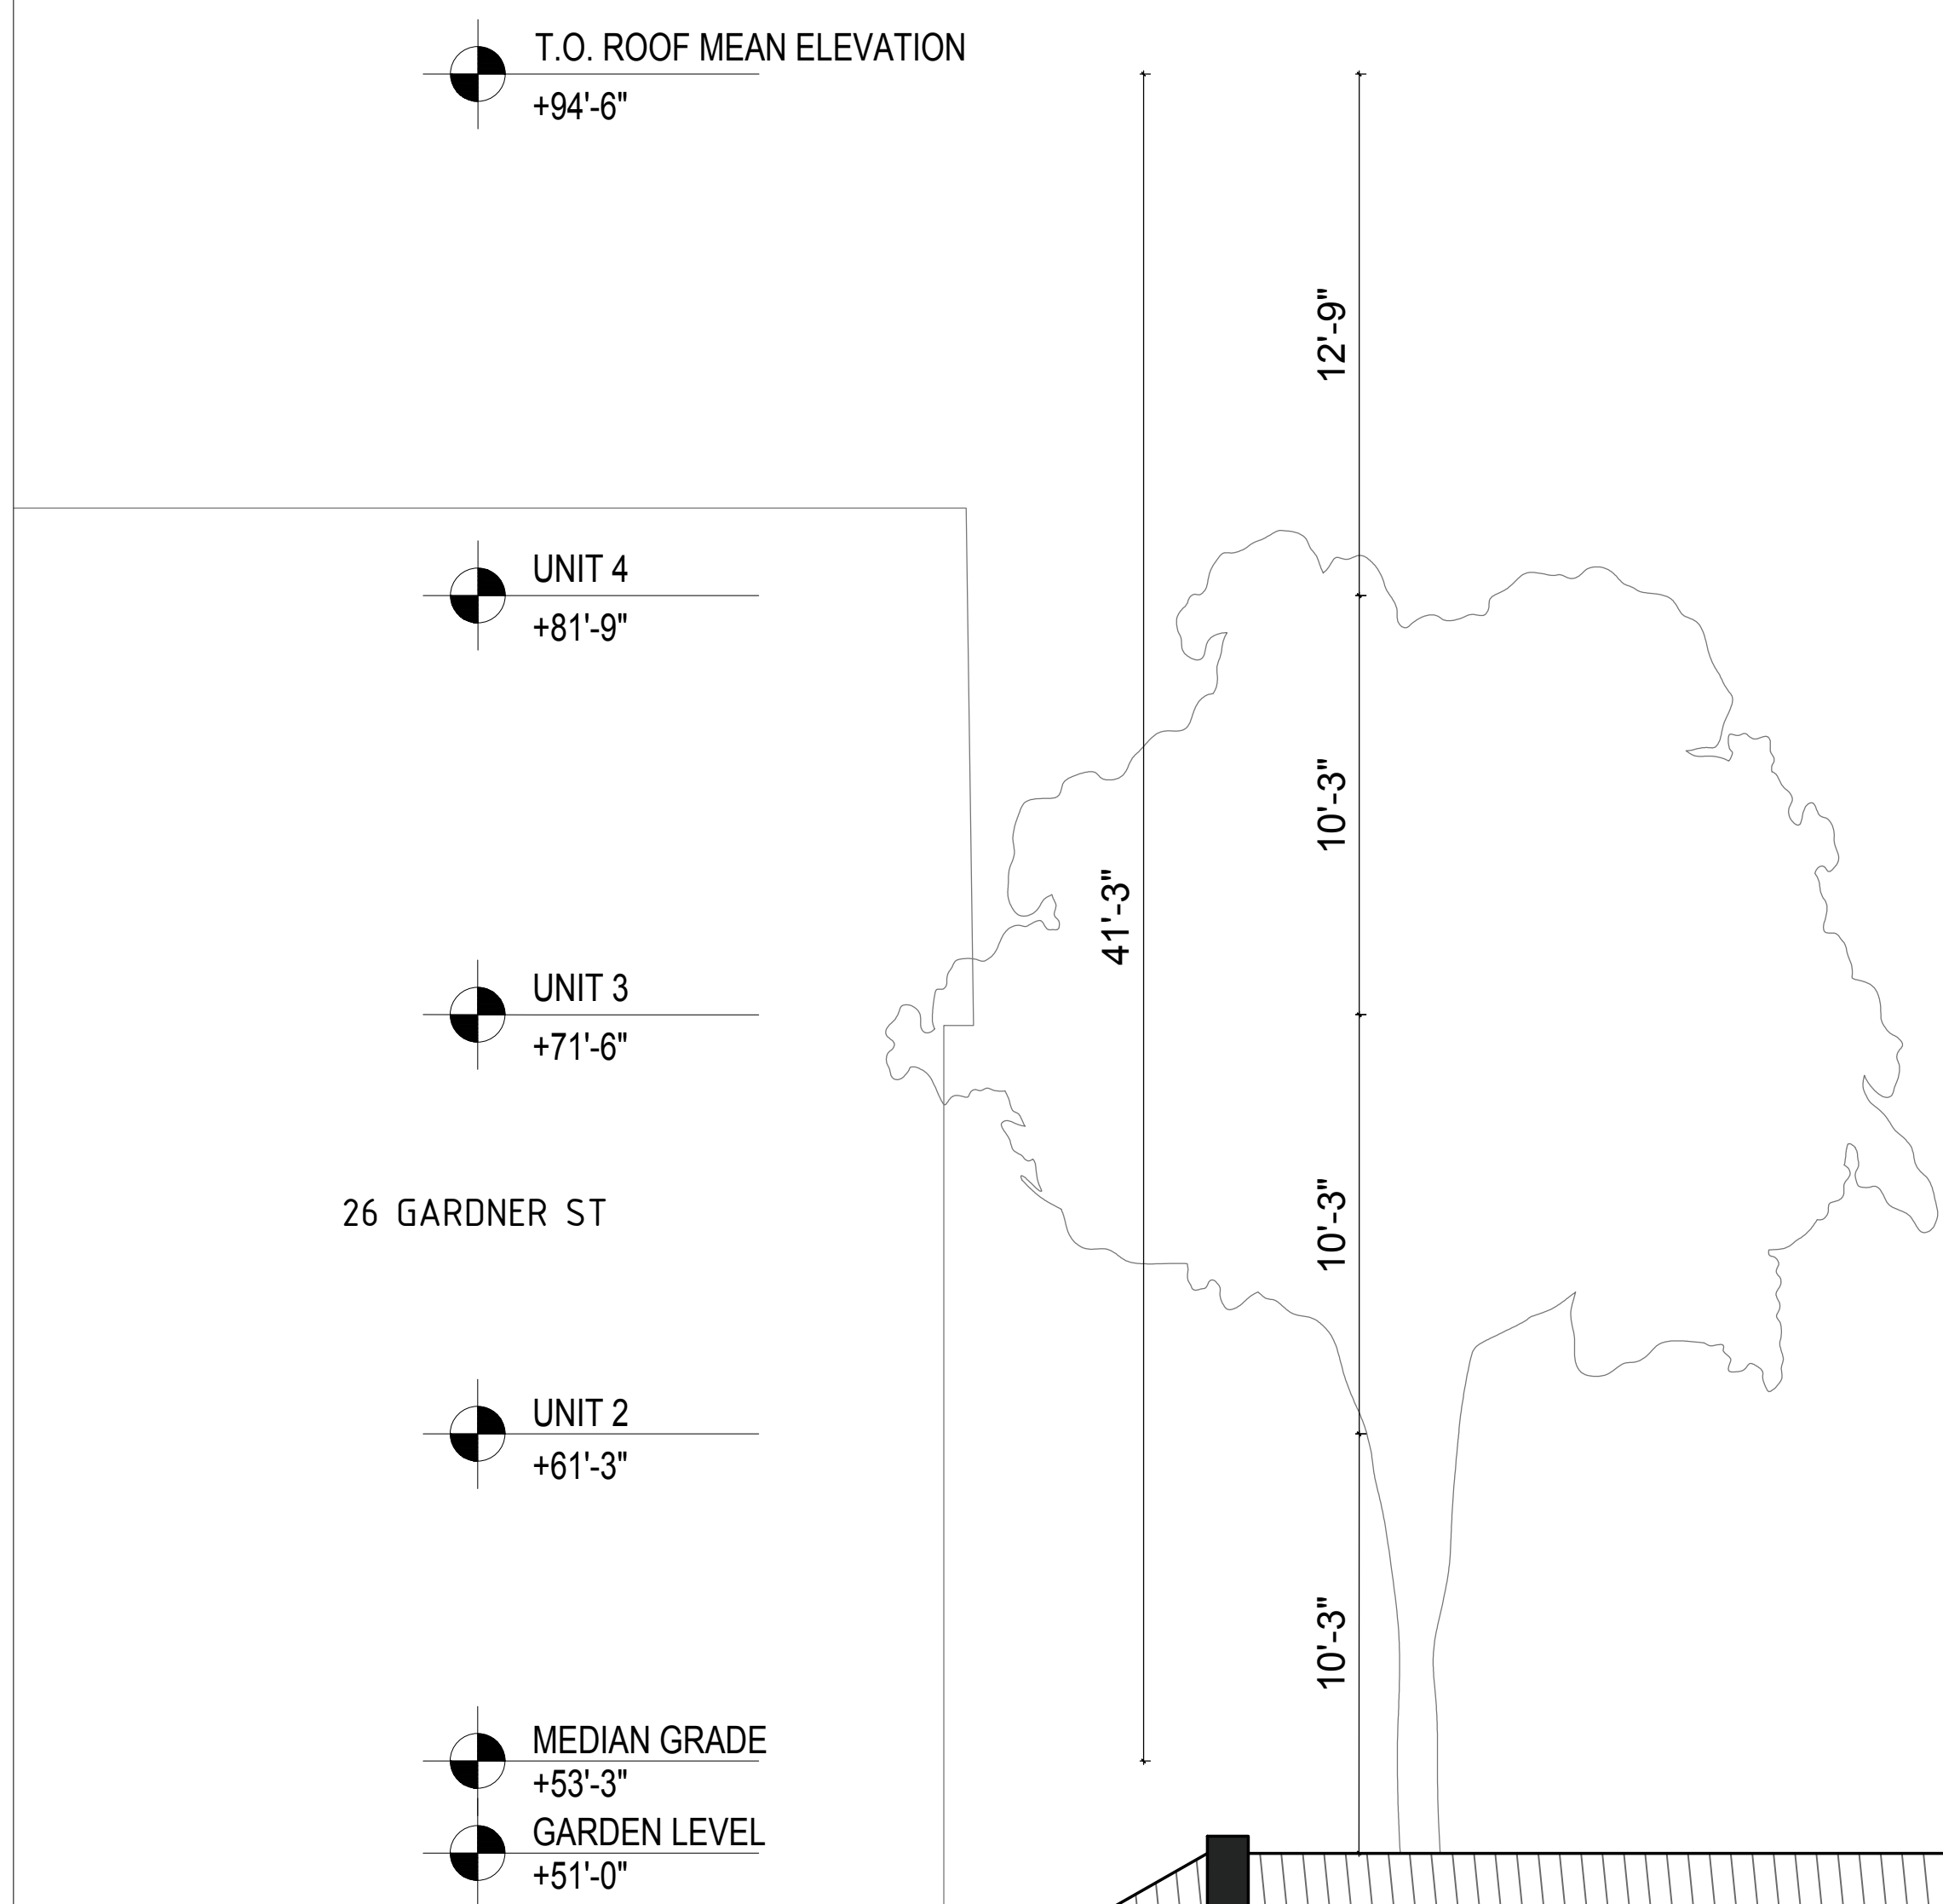 T.O. ROOF MEAN ELEVATION
+94'-6"
12'-9"
UNIT 4
+81'-9"
10'-3"
41'-3"
UNIT 3
+71'-6"
10'-3"
26 GARDNER ST
UNIT 2
+61'-3"
10'-3"
MEDIAN GRADE
+53'-3"
GARDEN LEVEL
+51'-0"